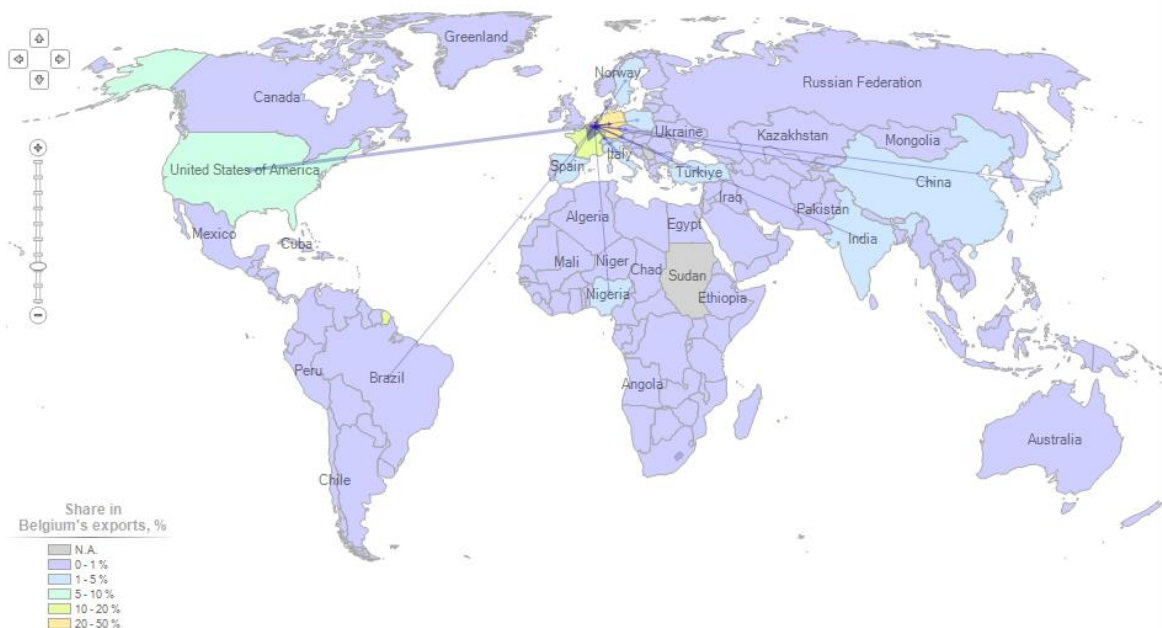 Greenland
Norway
Russian Federation
Canada
Ukraine
Kazakhstan
Mongolia
United States of America
Spain
Italy
Türkiye
China
Iraq
Pakistan
Algeria
Egypt
India
Mexico
Cuba
Mali
Niger
Chad
Sudan
Nigeria
Ethiopia
Peru
Brazil
Angola
Australia
Chile
Share in
Belgium's exports, %
N.A.
0 - 1 %
1 - 5 %
5 - 10 %
10 - 20 %
20 - 50 %